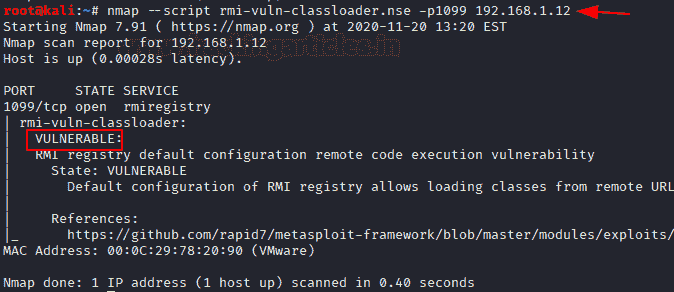 root@kali:~# nmap --script rmi-vuln-classloader.nse -p1099 192.168.1.12
Starting Nmap 7.91 ( https://nmap.org ) at 2020-11-20 13:20 EST
Nmap scan report for 192.168.1.12
Host is up (0.00028s latency).
PORT     STATE SERVICE
1099/tcp open  rmiregistry
| rmi-vuln-classloader:
|   VULNERABLE:
|   RMI registry default configuration remote code execution vulnerability
|     State: VULNERABLE
|       Default configuration of RMI registry allows loading classes from remote URL
|
|     References:
|_      https://github.com/rapid7/metasploit-framework/blob/master/modules/exploits/
MAC Address: 00:0C:29:78:20:90 (VMware)
Nmap done: 1 IP address (1 host up) scanned in 0.40 seconds